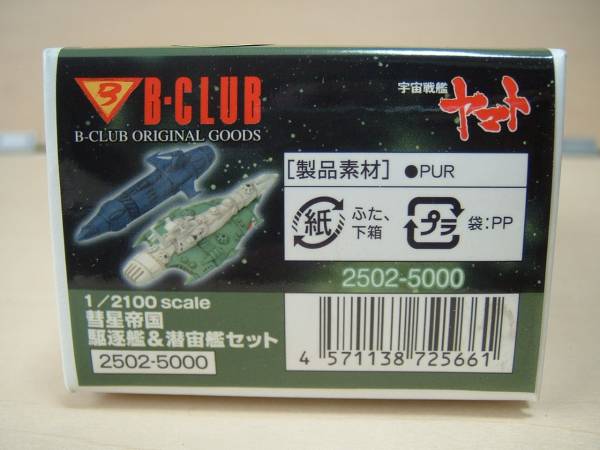 B
B-CLUB
B-CLUB ORIGINAL GOODS
宇宙戦艦
ヤマト
[製品素材] ●PUR
紙
ふた、
下箱
プラ
袋:PP
2502-5000
1/2100 scale
彗星帝国
駆逐艦&潜宙艦セット
2502-5000
4 571138 725661